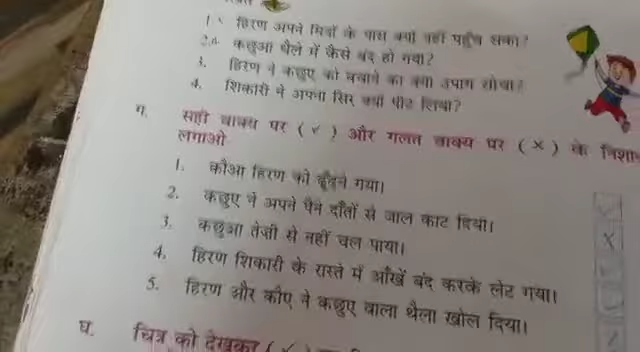 1. हिरण अपने मित्रों के पास क्यों नहीं पहुँच सका?
2. कछुआ थैले में कैसे बंद हो गया?
3. हिरण ने कछुए को बचाने का क्या उपाय सोचा?
4. शिकारी ने अपना सिर क्यों पीट लिया?
ग. सही वाक्य पर (✓) और गलत वाक्य पर (×) के निशान
लगाओ
1. कौआ हिरण को ढूँढने गया।
2. कछुए ने अपने पैने दाँतों से जाल काट दिया।
3. कछुआ तेज़ी से नहीं चल पाया।
4. हिरण शिकारी के रास्ते में आँखें बंद करके लेट गया।
5. हिरण और कौए ने कछुए वाला थैला खोल दिया।
घ. चित्र को देखकर (✓)